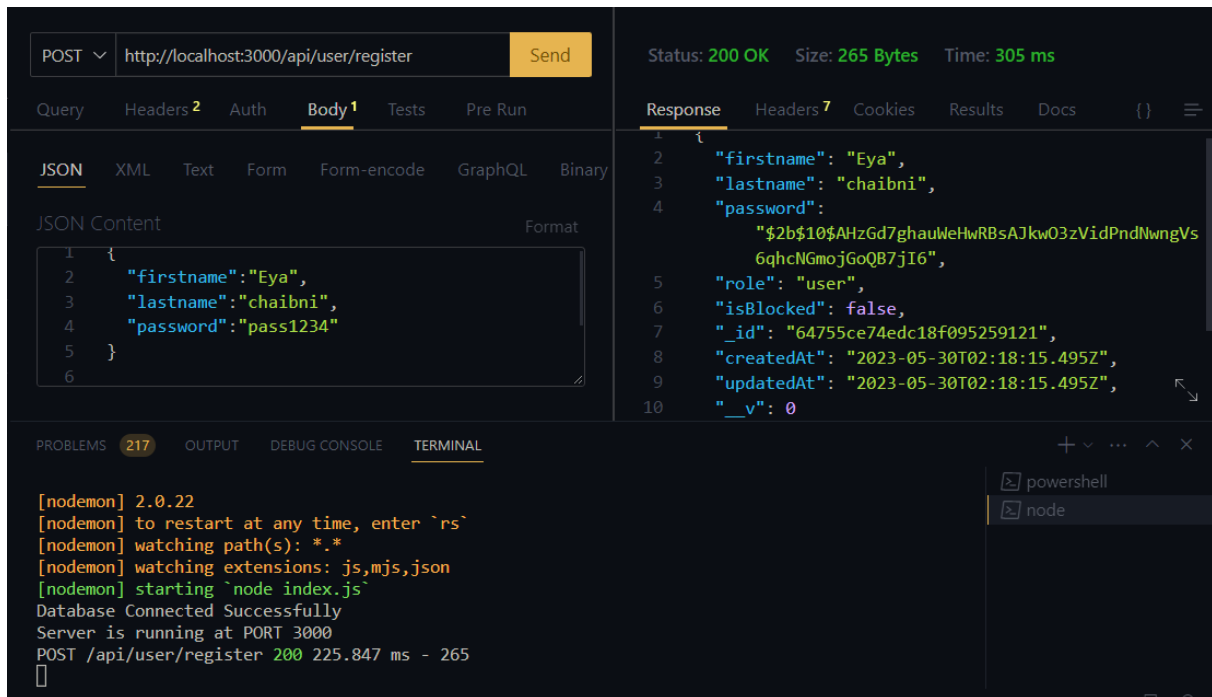 POST http://localhost:3000/api/user/register Send
Query Headers 2 Auth Body 1 Tests Pre Run
JSON XML Text Form Form-encode GraphQL Binary
JSON Content Format
1 {
2 "firstname":"Eya",
3 "lastname":"chaibni",
4 "password":"pass1234"
5 }
6
Status: 200 OK Size: 265 Bytes Time: 305 ms
Response Headers 7 Cookies Results Docs {}
1 {
2 "firstname": "Eya",
3 "lastname": "chaibni",
4 "password":
"$2b$10$AHzGd7ghauWeHwRBsAJkwO3zVidPndNwngVs
6qhcNGmojGoQB7jI6",
5 "role": "user",
6 "isBlocked": false,
7 "_id": "64755ce74edc18f095259121",
8 "createdAt": "2023-05-30T02:18:15.495Z",
9 "updatedAt": "2023-05-30T02:18:15.495Z",
10 "__v": 0
PROBLEMS 217 OUTPUT DEBUG CONSOLE TERMINAL
[nodemon] 2.0.22
[nodemon] to restart at any time, enter `rs`
[nodemon] watching path(s): *.*
[nodemon] watching extensions: js,mjs,json
[nodemon] starting `node index.js`
Database Connected Successfully
Server is running at PORT 3000
POST /api/user/register 200 225.847 ms - 265
powershell
node